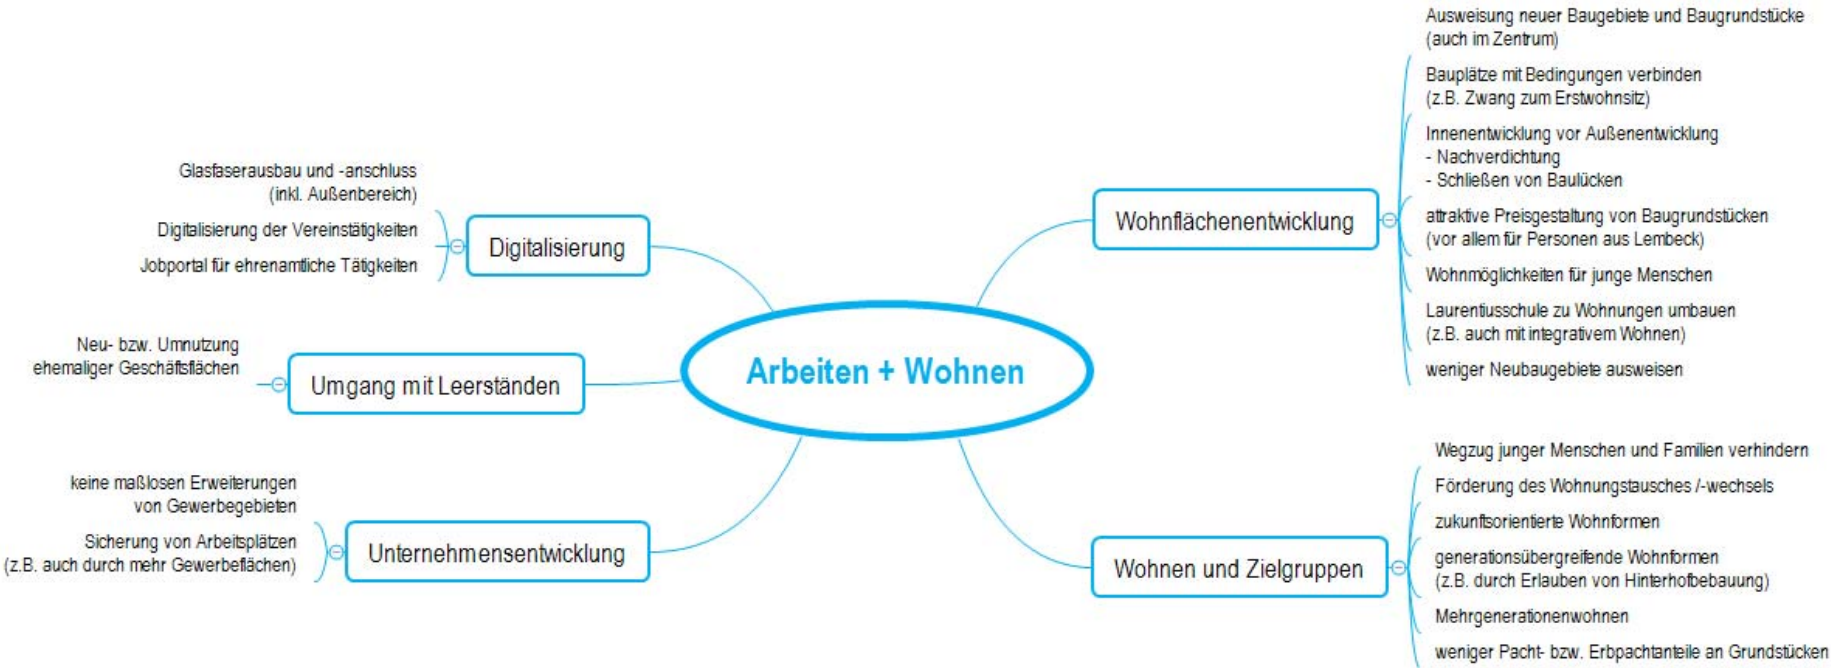 Arbeiten + Wohnen
Digitalisierung
Glasfaserausbau und -anschluss
(inkl. Außenbereich)
Digitalisierung der Vereinstätigkeiten
Jobportal für ehrenamtliche Tätigkeiten
Umgang mit Leerständen
Neu- bzw. Umnutzung
ehemaliger Geschäftsflächen
Unternehmensentwicklung
keine maßlosen Erweiterungen
von Gewerbegebieten
Sicherung von Arbeitsplätzen
(z.B. auch durch mehr Gewerbeflächen)
Wohnflächenentwicklung
Ausweisung neuer Baugebiete und Baugrundstücke
(auch im Zentrum)
Bauplätze mit Bedingungen verbinden
(z.B. Zwang zum Erstwohnsitz)
Innenentwicklung vor Außenentwicklung
- Nachverdichtung
- Schließen von Baulücken
attraktive Preisgestaltung von Baugrundstücken
(vor allem für Personen aus Lembeck)
Wohnmöglichkeiten für junge Menschen
Laurentiusschule zu Wohnungen umbauen
(z.B. auch mit integrativem Wohnen)
weniger Neubaugebiete ausweisen
Wohnen und Zielgruppen
Wegzug junger Menschen und Familien verhindern
Förderung des Wohnungstausches /-wechsels
zukunftsorientierte Wohnformen
generationsübergreifende Wohnformen
(z.B. durch Erlauben von Hinterhofbebauung)
Mehrgenerationenwohnen
weniger Pacht- bzw. Erbpachtanteile an Grundstücken